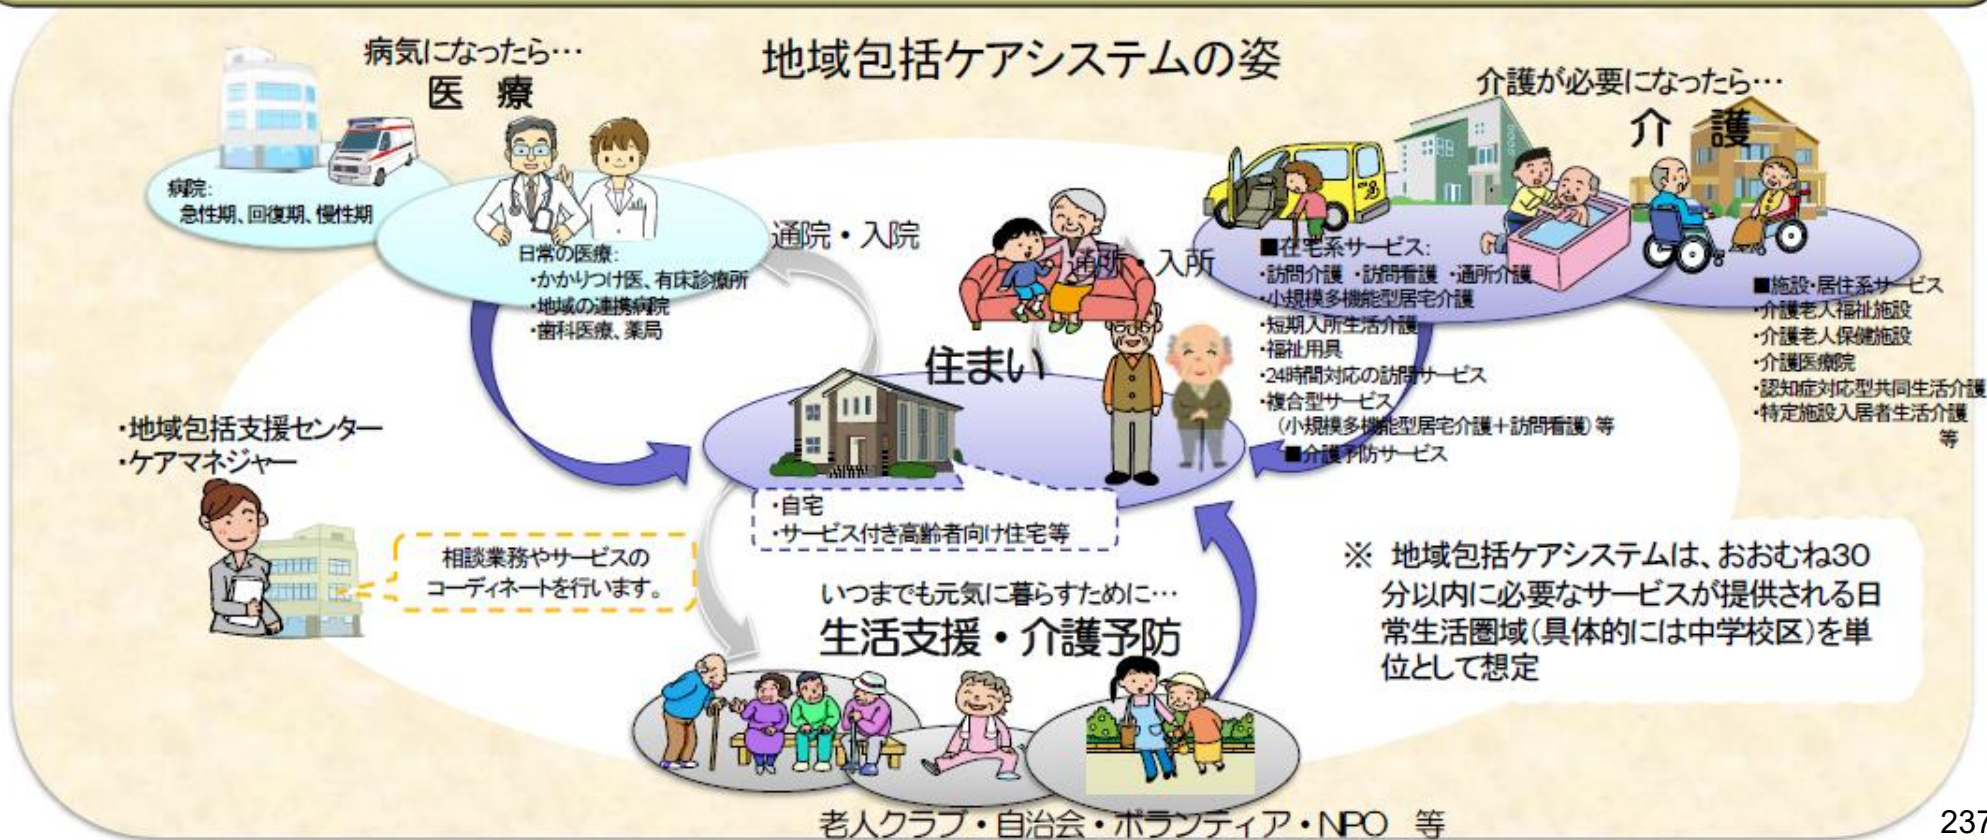 地域包括ケアシステムの姿
病気になったら…
医 療
病院:
急性期、回復期、慢性期
日常の医療:
・かかりつけ医、有床診療所
・地域の連携病院
・歯科医療、薬局
通院・入院
通所・入所
介護が必要になったら…
介 護
■在宅系サービス:
・訪問介護 ・訪問看護 ・通所介護
・小規模多機能型居宅介護
・短期入所生活介護
・福祉用具
・24時間対応の訪問サービス
・複合型サービス
(小規模多機能型居宅介護+訪問看護)等
■介護予防サービス
■施設・居住系サービス
・介護老人福祉施設
・介護老人保健施設
・介護医療院
・認知症対応型共同生活介護
・特定施設入居者生活介護
等
住まい
・自宅
・サービス付き高齢者向け住宅等
・地域包括支援センター
・ケアマネジャー
相談業務やサービスの
コーディネートを行います。
いつまでも元気に暮らすために…
生活支援・介護予防
老人クラブ・自治会・ボランティア・NPO 等
※ 地域包括ケアシステムは、おおむね30
分以内に必要なサービスが提供される日
常生活圏域(具体的には中学校区)を単
位として想定
237